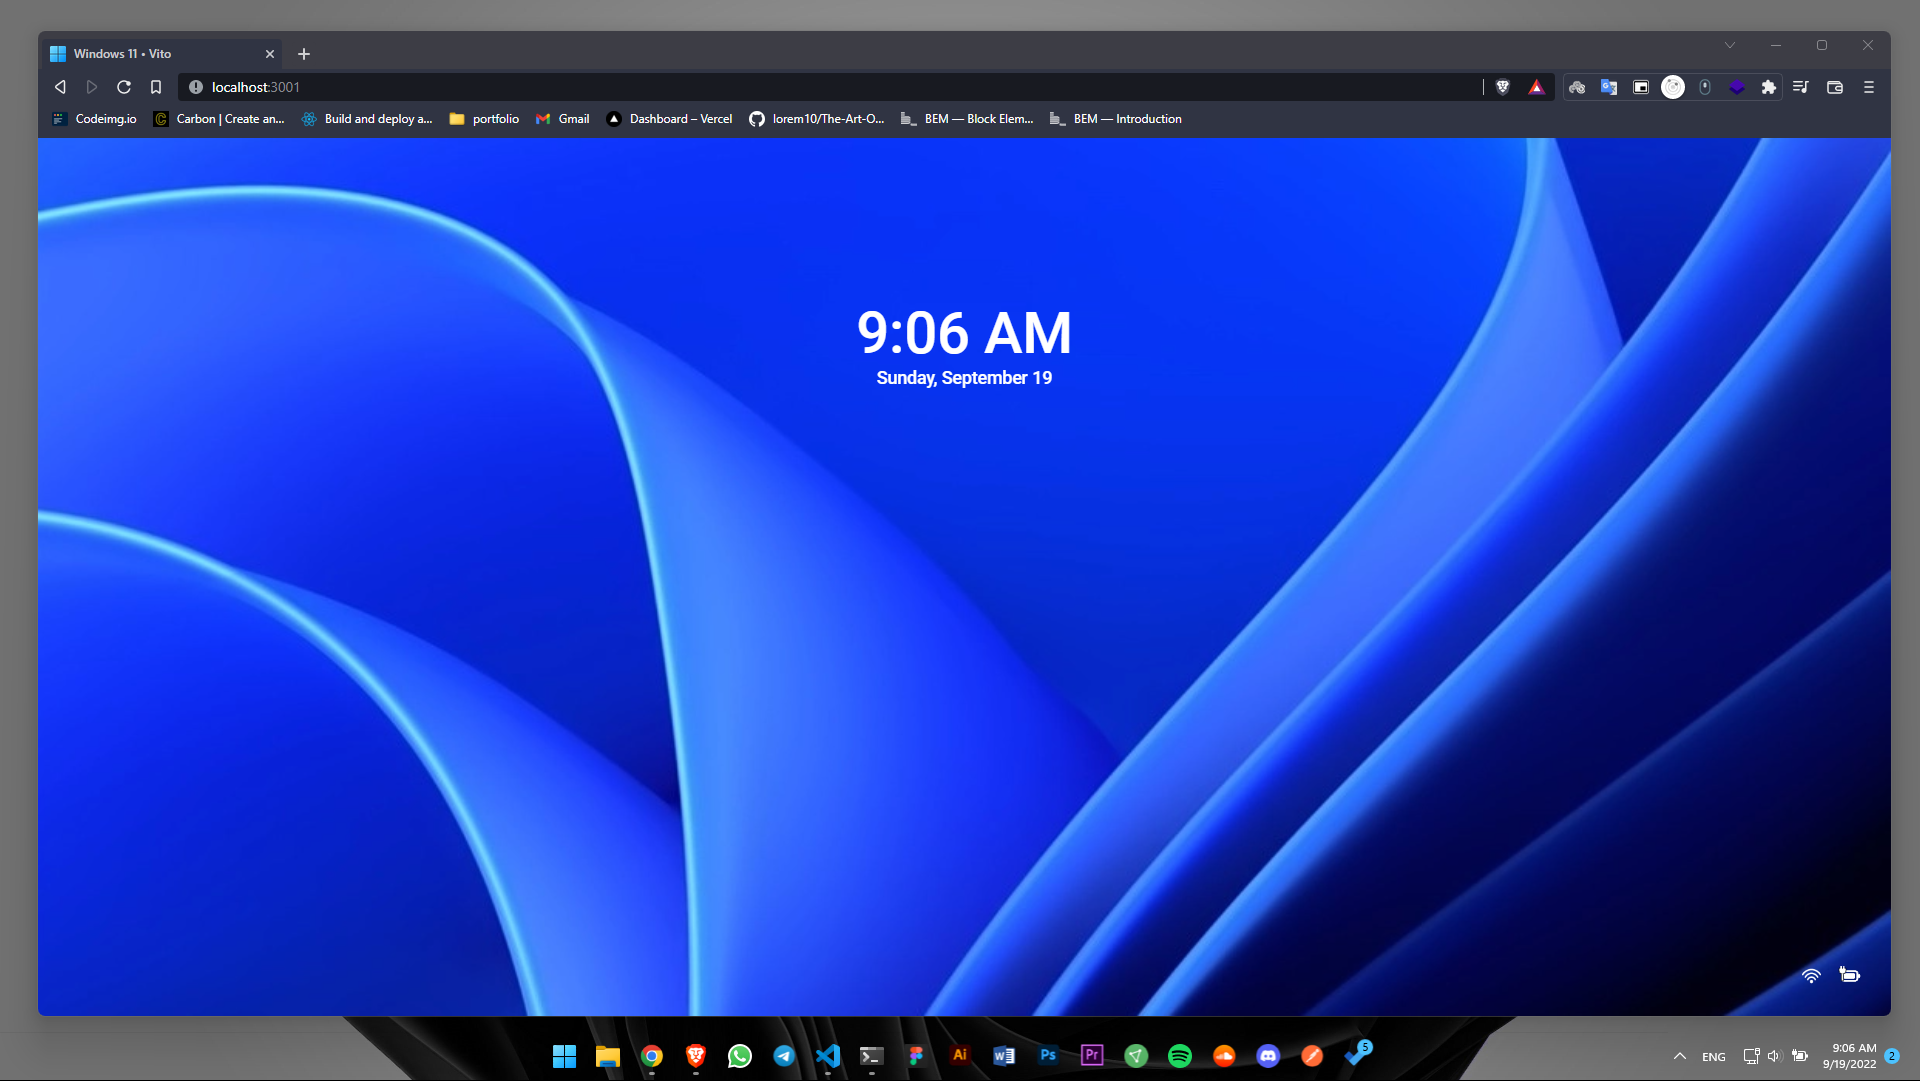 Windows 11 • Vito
localhost:3001
Codeimg.io
Carbon | Create an...
Build and deploy a...
portfolio
Gmail
Dashboard – Vercel
lorem10/The-Art-O...
BEM — Block Elem...
BEM — Introduction
9:06 AM
Sunday, September 19
Ai
Ps
Pr
5
ENG
9:06 AM
9/19/2022
2